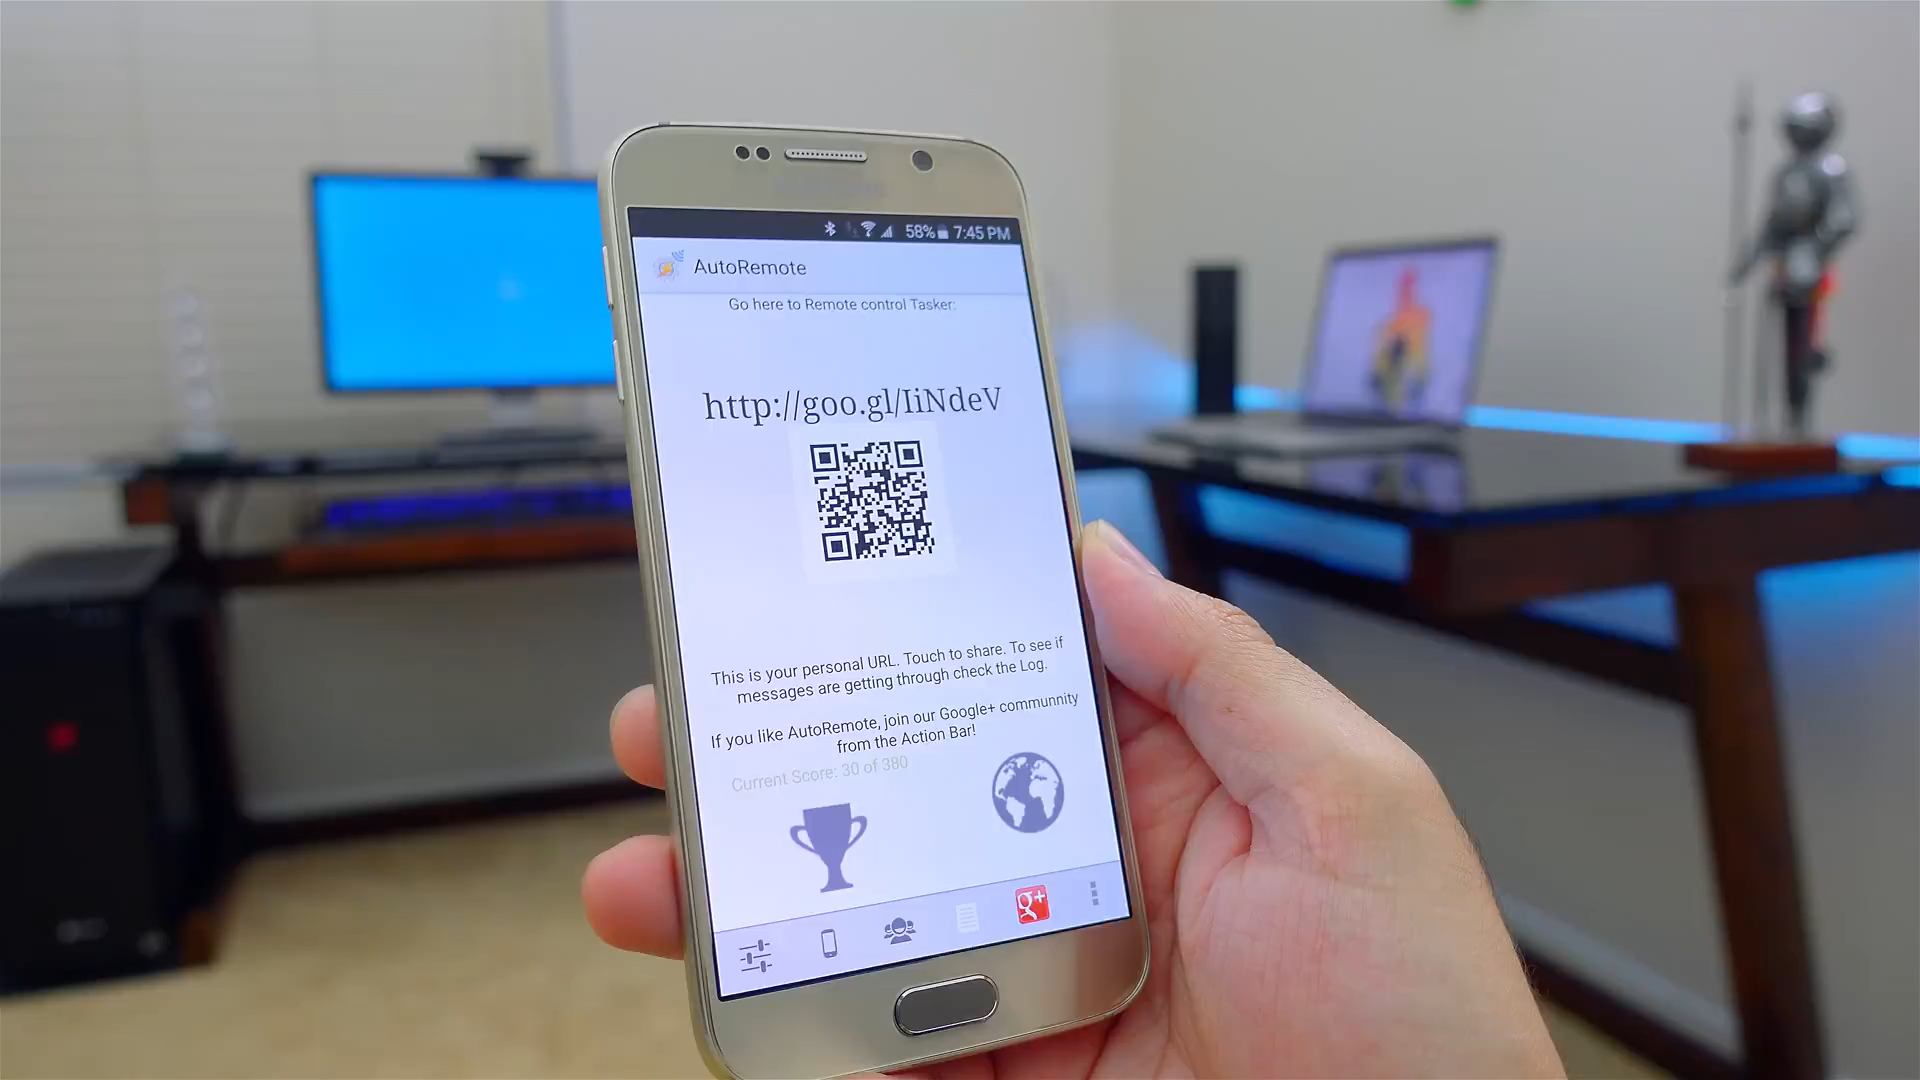 58% 7:45 PM
AutoRemote
Go here to Remote control Tasker:
http://goo.gl/IiNdeV
This is your personal URL. Touch to share. To see if
messages are getting through check the Log.
If you like AutoRemote, join our Google+ communnity
from the Action Bar!
Current Score: 30 of 380
g+